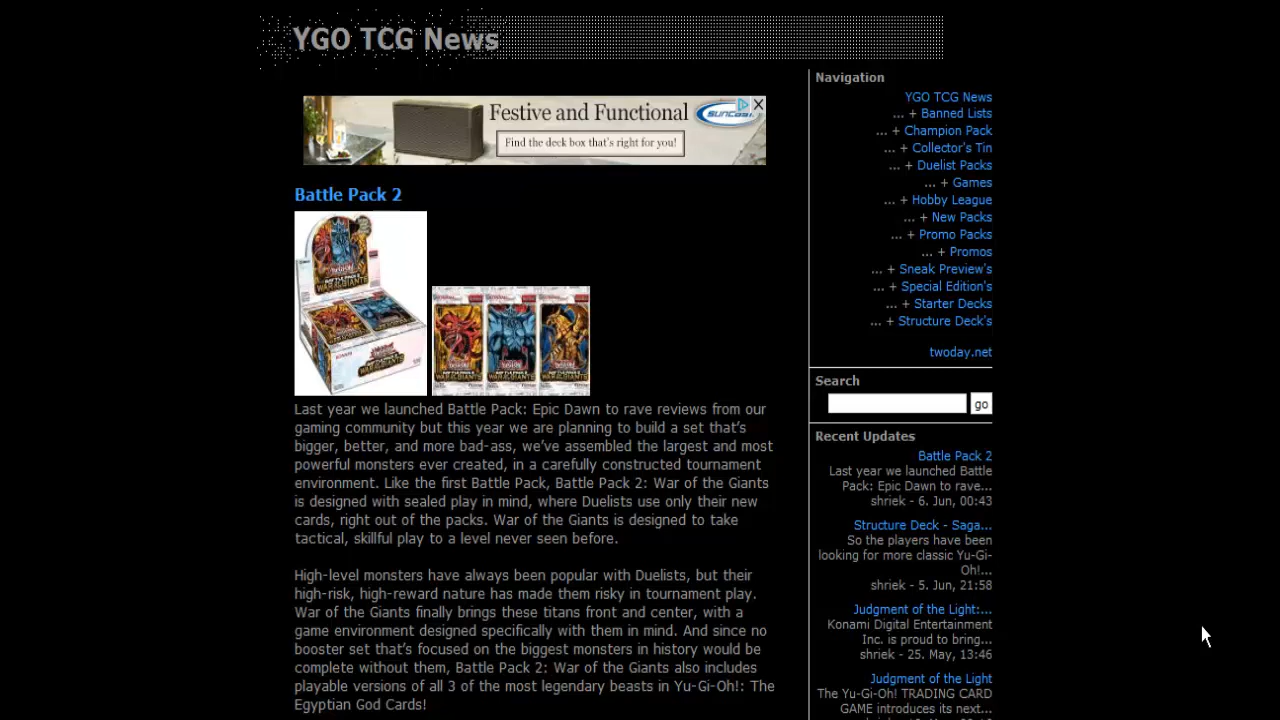 YGO TCG News
Festive and Functional
Find the deck box that's right for you!
SUNCAST
Battle Pack 2
Last year we launched Battle Pack: Epic Dawn to rave reviews from our
gaming community but this year we are planning to build a set that's
bigger, better, and more bad-ass, we've assembled the largest and most
powerful monsters ever created, in a carefully constructed tournament
environment. Like the first Battle Pack, Battle Pack 2: War of the Giants
is designed with sealed play in mind, where Duelists use only their new
cards, right out of the packs. War of the Giants is designed to take
tactical, skillful play to a level never seen before.
High-level monsters have always been popular with Duelists, but their
high-risk, high-reward nature has made them risky in tournament play.
War of the Giants finally brings these titans front and center, with a
game environment designed specifically with them in mind. And since no
booster set that's focused on the biggest monsters in history would be
complete without them, Battle Pack 2: War of the Giants also includes
playable versions of all 3 of the most legendary beasts in Yu-Gi-Oh!: The
Egyptian God Cards!
Navigation
YGO TCG News
... + Banned Lists
... + Champion Pack
... + Collector's Tin
... + Duelist Packs
... + Games
... + Hobby League
... + New Packs
... + Promo Packs
... + Promos
... + Sneak Preview's
... + Special Edition's
... + Starter Decks
... + Structure Deck's
twoday.net
Search
go
Recent Updates
Battle Pack 2
Last year we launched Battle
Pack: Epic Dawn to rave...
shriek - 6. Jun, 00:43
Structure Deck - Saga...
So the players have been
looking for more classic Yu-Gi-
Oh!...
shriek - 5. Jun, 21:58
Judgment of the Light:...
Konami Digital Entertainment
Inc. is proud to bring...
shriek - 25. May, 13:46
Judgment of the Light
The Yu-Gi-Oh! TRADING CARD
GAME introduces its next...